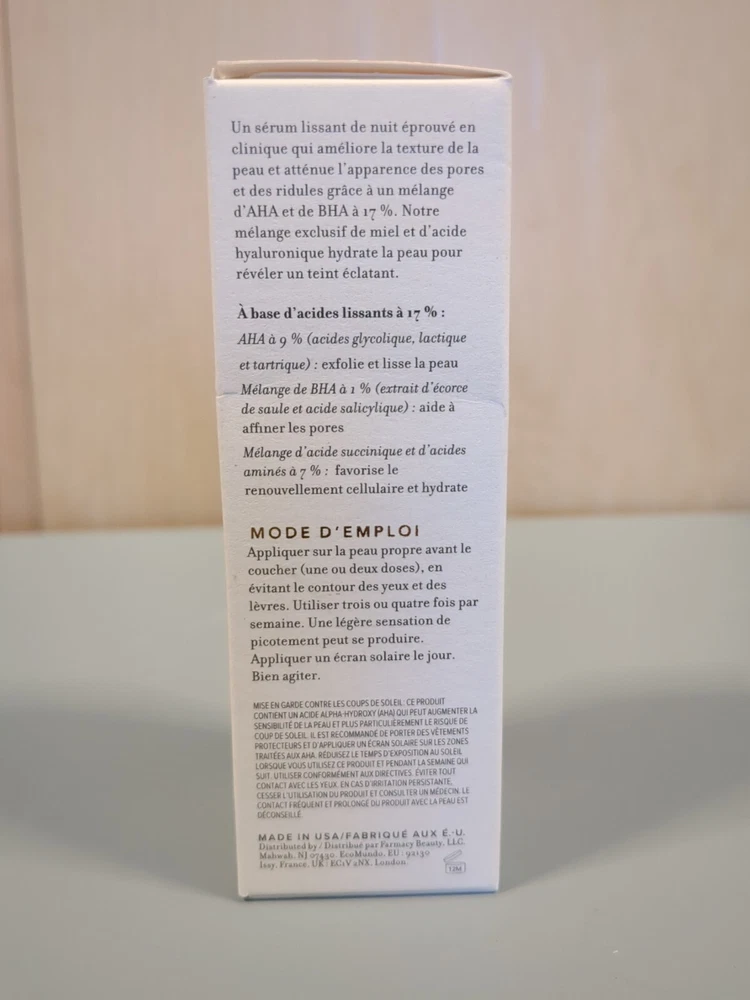 Un sérum lissant de nuit éprouvé en
clinique qui améliore la texture de la
peau et atténue l'apparence des pores
et des ridules grâce à un mélange
d'AHA et de BHA à 17 %. Notre
mélange exclusif de miel et d'acide
hyaluronique hydrate la peau pour
révéler un teint éclatant.
À base d'acides lissants à 17 % :
AHA à 9 % (acides glycolique, lactique
et tartrique) : exfolie et lisse la peau
Mélange de BHA à 1 % (extrait d'écorce
de saule et acide salicylique) : aide à
affiner les pores
Mélange d'acide succinique et d'acides
aminés à 7 % : favorise le
renouvellement cellulaire et hydrate
MODE D'EMPLOI
Appliquer sur la peau propre avant le
coucher (une ou deux doses), en
évitant le contour des yeux et des
lèvres. Utiliser trois ou quatre fois par
semaine. Une légère sensation de
picotement peut se produire.
Appliquer un écran solaire le jour.
Bien agiter.
MISE EN GARDE CONTRE LES COUPS DE SOLEIL: CE PRODUIT
CONTIENT UN ACIDE ALPHA-HYDROXY (AHA) QUI PEUT AUGMENTER LA
SENSIBILITÉ DE LA PEAU ET PLUS PARTICULIÈREMENT LE RISQUE DE
COUP DE SOLEIL. IL EST RECOMMANDÉ DE PORTER DES VÊTEMENTS
PROTECTEURS ET D'APPLIQUER UN ÉCRAN SOLAIRE SUR LES ZONES
TRAITÉES AUX AHA. RÉDUISEZ LE TEMPS D'EXPOSITION AU SOLEIL
LORSQUE VOUS UTILISEZ CE PRODUIT ET PENDANT LA SEMAINE QUI
SUIT. UTILISER CONFORMÉMENT AUX DIRECTIVES. ÉVITER TOUT
CONTACT AVEC LES YEUX. EN CAS D'IRRITATION PERSISTANTE,
CESSER L'UTILISATION DU PRODUIT ET CONSULTER UN MÉDECIN. LE
CONTACT FRÉQUENT ET PROLONGÉ DU PRODUIT AVEC LA PEAU EST
DÉCONSEILLÉ.
MADE IN USA/FABRIQUÉ AUX É.-U.
Distributed by / Distribué par Farmacy Beauty, LLC.
Mahwah, NJ 07430. EcoMundo, EU : 92130
Issy, France. UK : EC1V 4NX, London.
12M